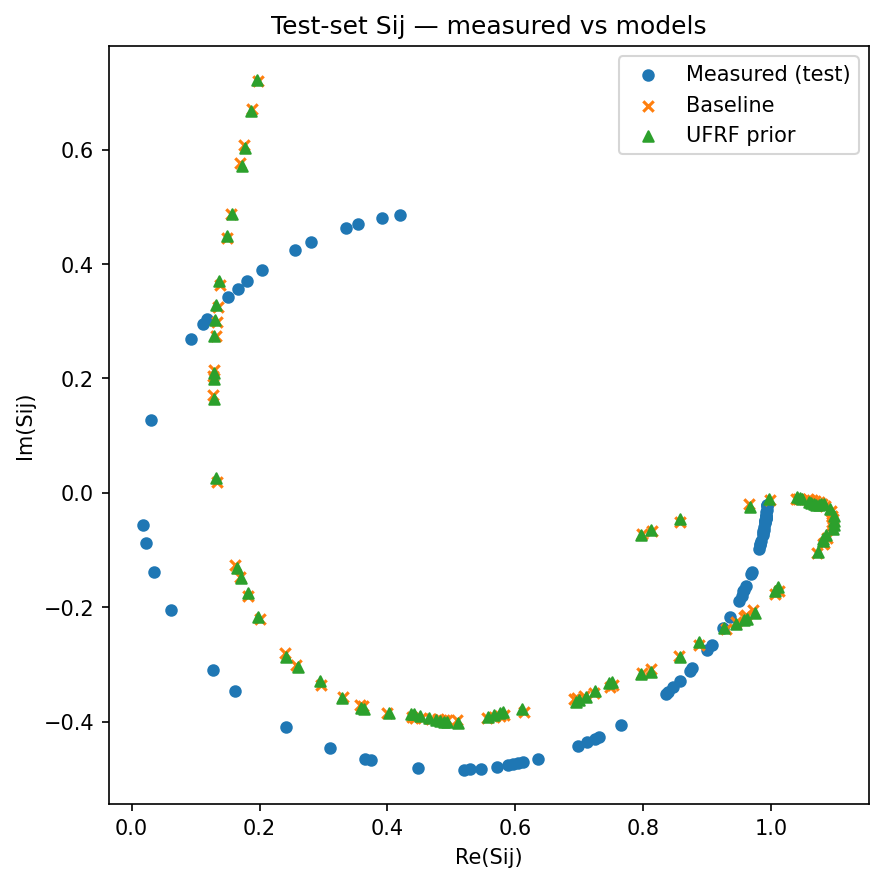 Test-set Sij — measured vs models
Measured (test)
Baseline
UFRF prior
Im(Sij)
0.6
0.4
0.2
0.0
−0.2
−0.4
0.0
0.2
0.4
0.6
0.8
1.0
Re(Sij)